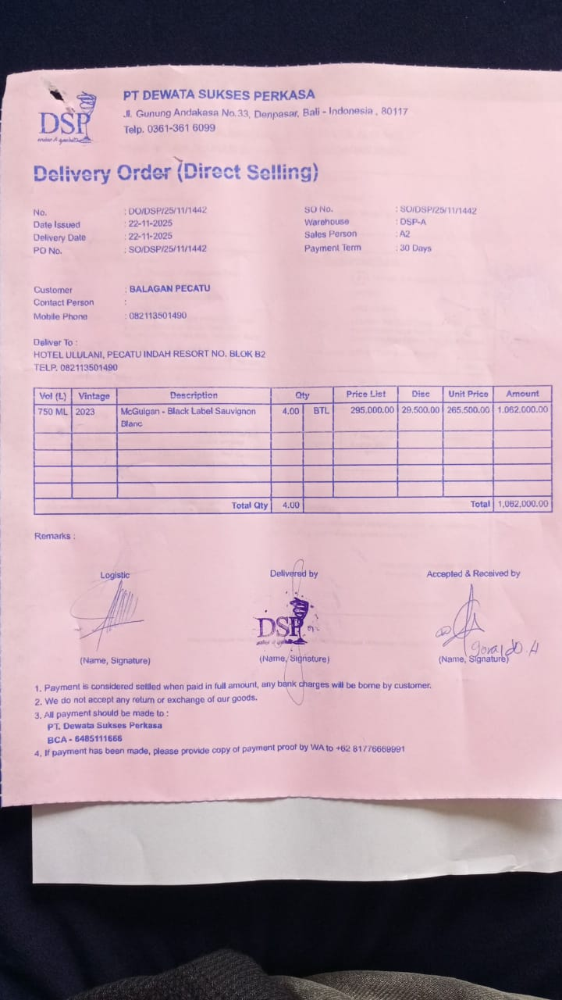 DSP
PT DEWATA SUKSES PERKASA
Jl. Gunung Andakasa No.33, Denpasar, Bali - Indonesia , 80117
Telp. 0361-361 6099
Delivery Order (Direct Selling)
No. : DO/DSP/25/11/1442 SO No. : SO/DSP/25/11/1442
Date Issued : 22-11-2025 Warehouse : DSP-A
Delivery Date : 22-11-2025 Sales Person : A2
PO No. : SO/DSP/25/11/1442 Payment Term : 30 Days
Customer : BALAGAN PECATU
Contact Person :
Mobile Phone : 082113501490
Deliver To :
HOTEL ULULANI, PECATU INDAH RESORT NO. BLOK B2
TELP. 082113501490
Vol (L) Vintage Description Qty Price List Disc Unit Price Amount
750 ML 2023 McGuigan - Black Label Sauvignon 4.00 BTL 295,000.00 29,500.00 265,500.00 1,062,000.00
Blanc
Total Qty 4.00 Total 1,062,000.00
Remarks :
Logistic Delivered by Accepted & Received by
DSP
(Name, Signature) (Name, Signature) (Name, Signature)
1. Payment is considered settled when paid in full amount, any bank charges will be borne by customer.
2. We do not accept any return or exchange of our goods.
3. All payment should be made to :
PT. Dewata Sukses Perkasa
BCA - 6485111666
4. If payment has been made, please provide copy of payment proof by WA to +62 81776669991